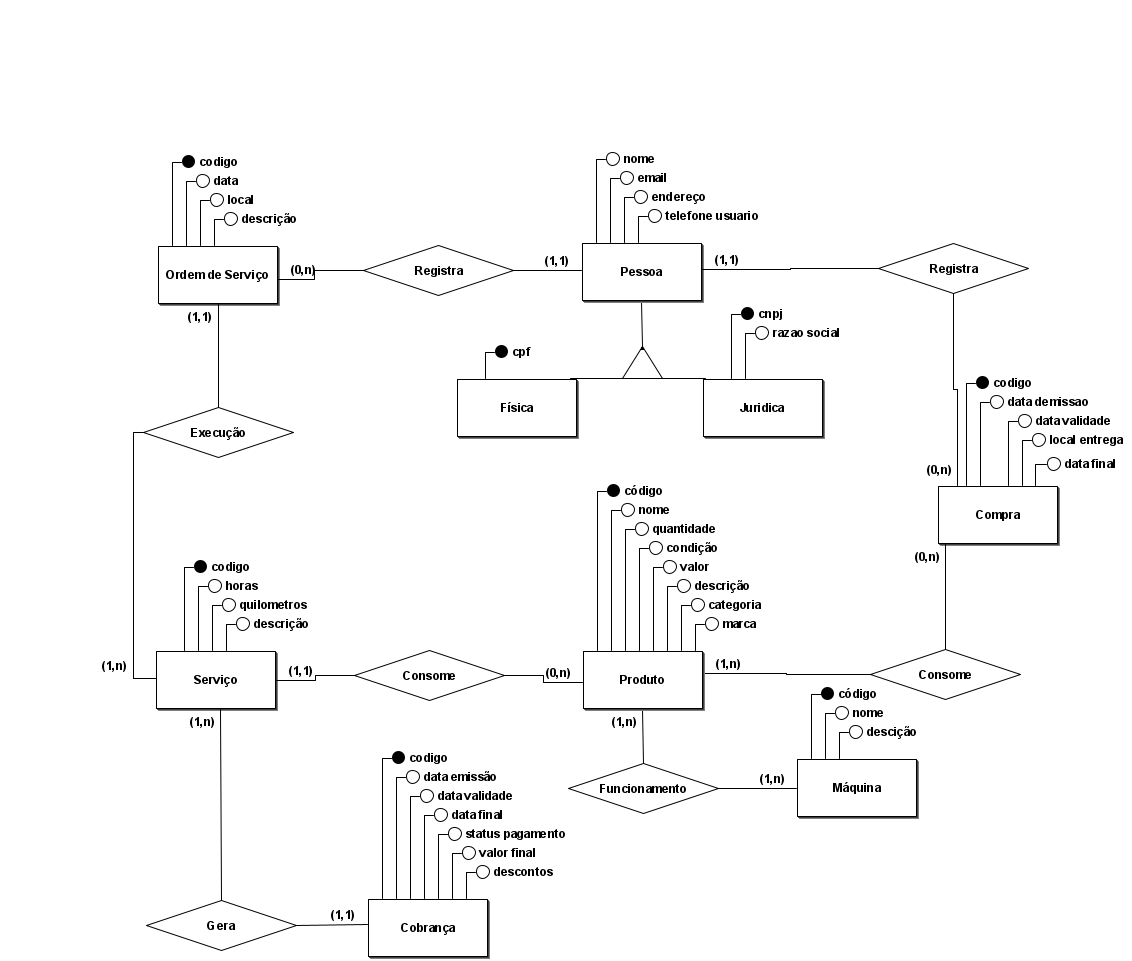 codigo
data
local
descrição
Ordem de Serviço
(0,n)
Registra
(1,1)
nome
email
endereço
telefone usuario
Pessoa
(1,1)
Registra
(1,1)
cpf
Física
cnpj
razao social
Juridica
Execução
codigo
data demissao
data validade
local entrega
data final
(0,n)
Compra
(0,n)
código
nome
quantidade
condição
valor
descrição
categoria
marca
codigo
horas
quilometros
descrição
(1,n)
Serviço
(1,1)
Consome
(0,n)
Produto
(1,n)
Consome
(1,n)
(1,n)
código
nome
descição
Funcionamento
(1,n)
Máquina
codigo
data emissão
data validade
data final
status pagamento
valor final
descontos
Gera
(1,1)
Cobrança